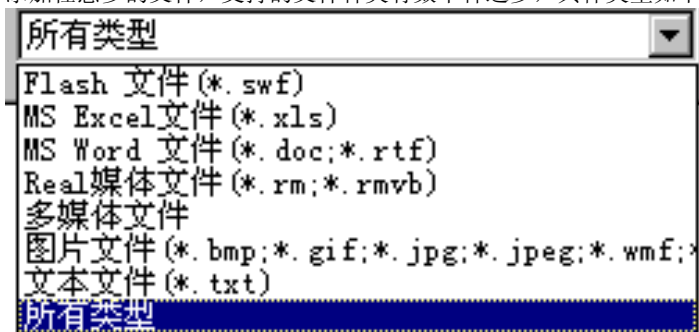 所有类型
Flash 文件(*.swf)
MS Excel文件(*.xls)
MS Word 文件(*.doc;*.rtf)
Real媒体文件(*.rm;*.rmvb)
多媒体文件
图片文件(*.bmp;*.gif;*.jpg;*.jpeg;*.wmf;
文本文件(*.txt)
所有类型